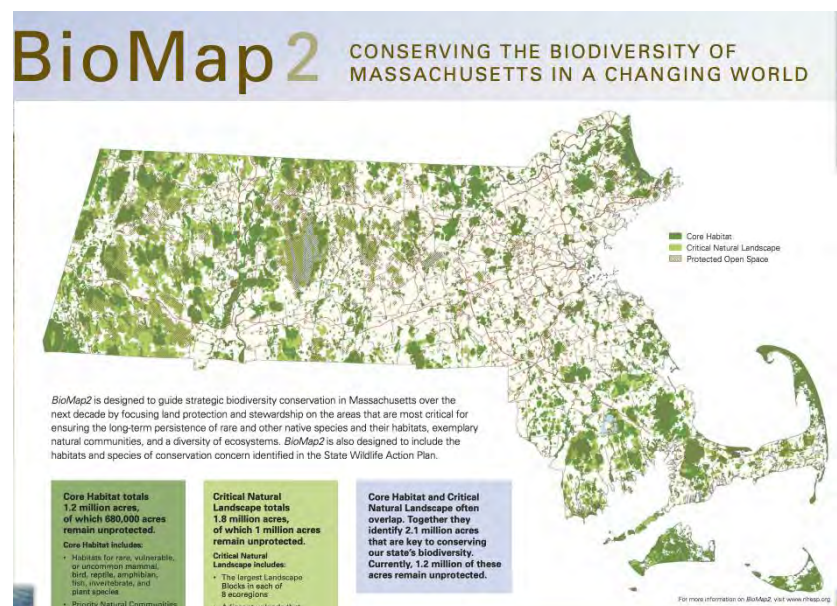 BioMap2
CONSERVING THE BIODIVERSITY OF
MASSACHUSETTS IN A CHANGING WORLD
Core Habitat
Critical Natural Landscape
Protected Open Space
BioMap2 is designed to guide strategic biodiversity conservation in Massachusetts over the
next decade by focusing land protection and stewardship on the areas that are most critical for
ensuring the long-term persistence of rare and other native species and their habitats, exemplary
natural communities, and a diversity of ecosystems. BioMap2 is also designed to include the
habitats and species of conservation concern identified in the State Wildlife Action Plan.
Core Habitat totals
1.2 million acres,
of which 680,000 acres
remain unprotected.
Core Habitat includes:
• Habitats for rare, vulnerable,
or uncommon mammal,
bird, reptile, amphibian,
fish, invertebrate, and
plant species
• Priority Natural Communities
Critical Natural
Landscape totals
1.8 million acres,
of which 1 million acres
remain unprotected.
Critical Natural
Landscape includes:
• The largest Landscape
Blocks in each of
8 ecoregions
Core Habitat and Critical
Natural Landscape often
overlap. Together they
identify 2.1 million acres
that are key to conserving
our state's biodiversity.
Currently, 1.2 million of these
acres remain unprotected.
For more information on BioMap2, visit www.nhesp.org